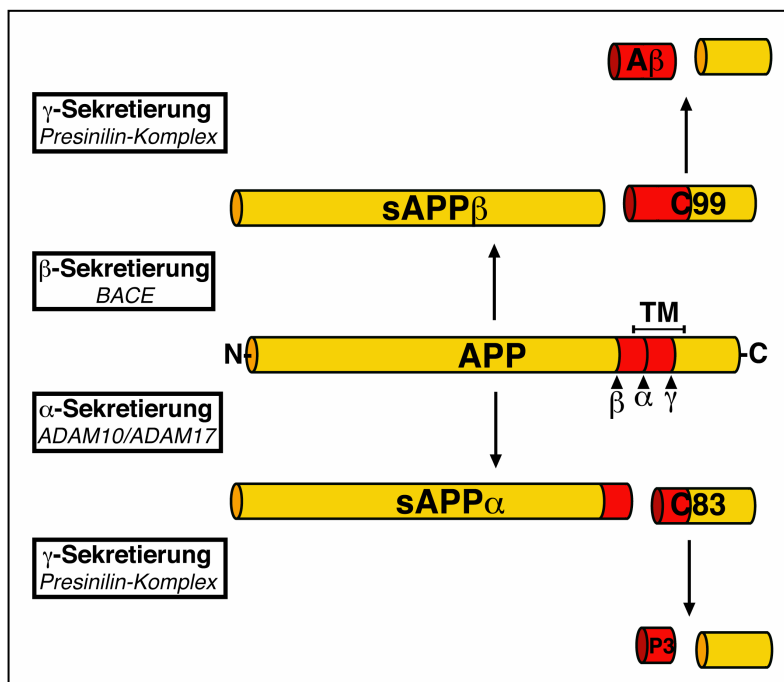 Aβ
γ-Sekretierung
Presinilin-Komplex
sAPPβ
C99
β-Sekretierung
BACE
TM
N-
APP
-C
β α γ
α-Sekretierung
ADAM10/ADAM17
sAPPα
C83
γ-Sekretierung
Presinilin-Komplex
P3